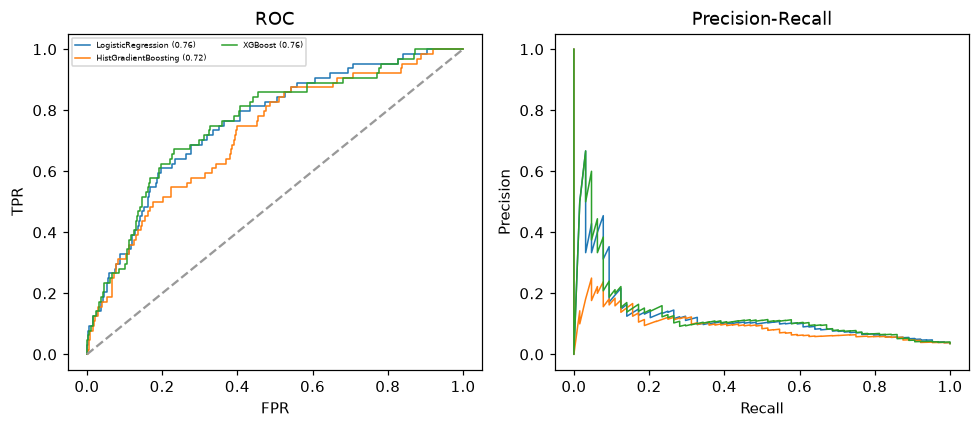 ROC
LogisticRegression (0.76)
HistGradientBoosting (0.72)
XGBoost (0.76)
1.0
0.8
0.6
0.4
0.2
0.0
TPR
0.0 0.2 0.4 0.6 0.8 1.0
FPR
Precision-Recall
1.0
0.8
0.6
0.4
0.2
0.0
Precision
0.0 0.2 0.4 0.6 0.8 1.0
Recall